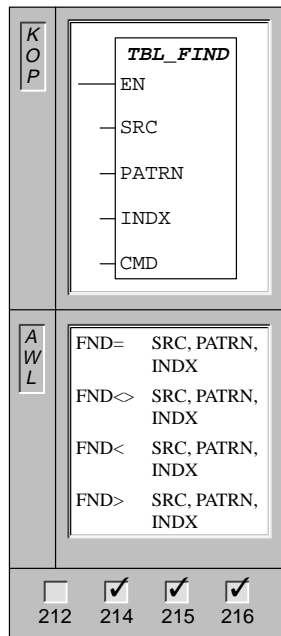 K
O
P
TBL_FIND
EN
SRC
PATRN
INDX
CMD
A
W
L
FND= SRC, PATRN,
INDX
FND<> SRC, PATRN,
INDX
FND< SRC, PATRN,
INDX
FND> SRC, PATRN,
INDX
212 214 215 216